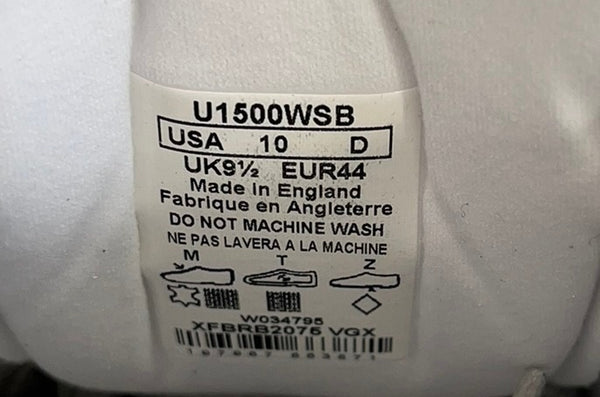 U1500WSB
USA 10 D
UK9½ EUR44
Made in England
Fabrique en Angleterre
DO NOT MACHINE WASH
NE PAS LAVERA A LA MACHINE
M T Z
W034795
XFBRB2075 VGX